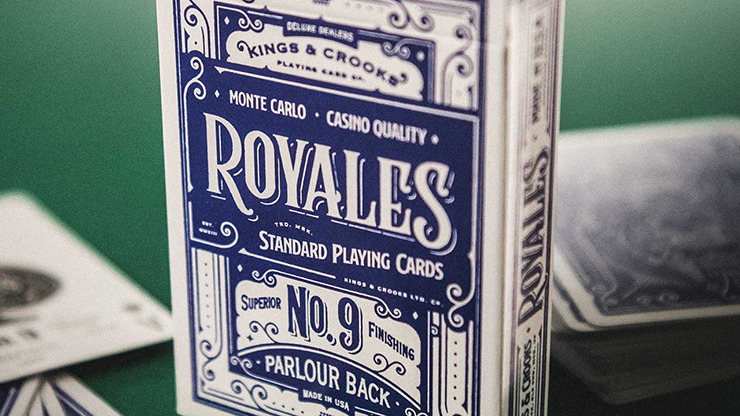 DELUXE DEALERS
KINGS & CROOKS
PLAYING CARD CO.
MONTE CARLO · CASINO QUALITY ·
ROYALES
TRD. MRK.
EST.
STANDARD PLAYING CARDS
KINGS & CROOKS LTD. CO.
SUPERIOR No. 9 FINISHING
· PARLOUR BACK ·
MADE IN USA
ROYALES
& CROOKS